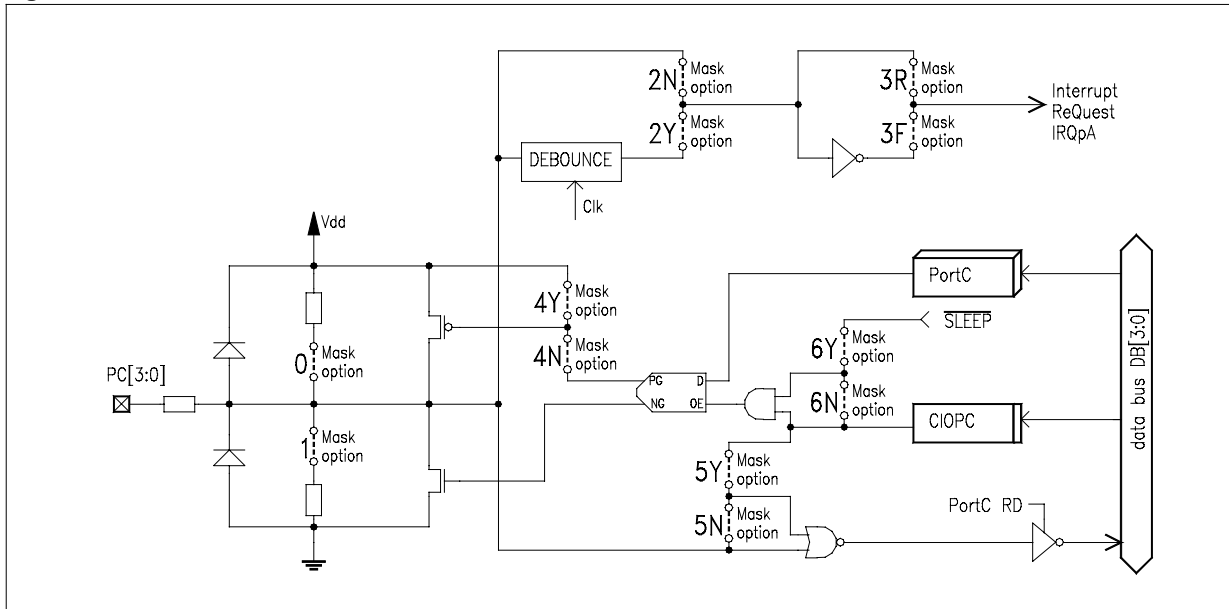 2N Mask
option
2Y Mask
option
3R Mask
option
3F Mask
option
Interrupt
ReQuest
IRQpA
DEBOUNCE
Clk
Vdd
4Y Mask
option
4N Mask
option
PortC
SLEEP
6Y Mask
option
6N Mask
option
PC[3:0]
0 Mask
option
1 Mask
option
PG D
NG OE
CIOPC
data bus DB[3:0]
5Y Mask
option
5N Mask
option
PortC RD